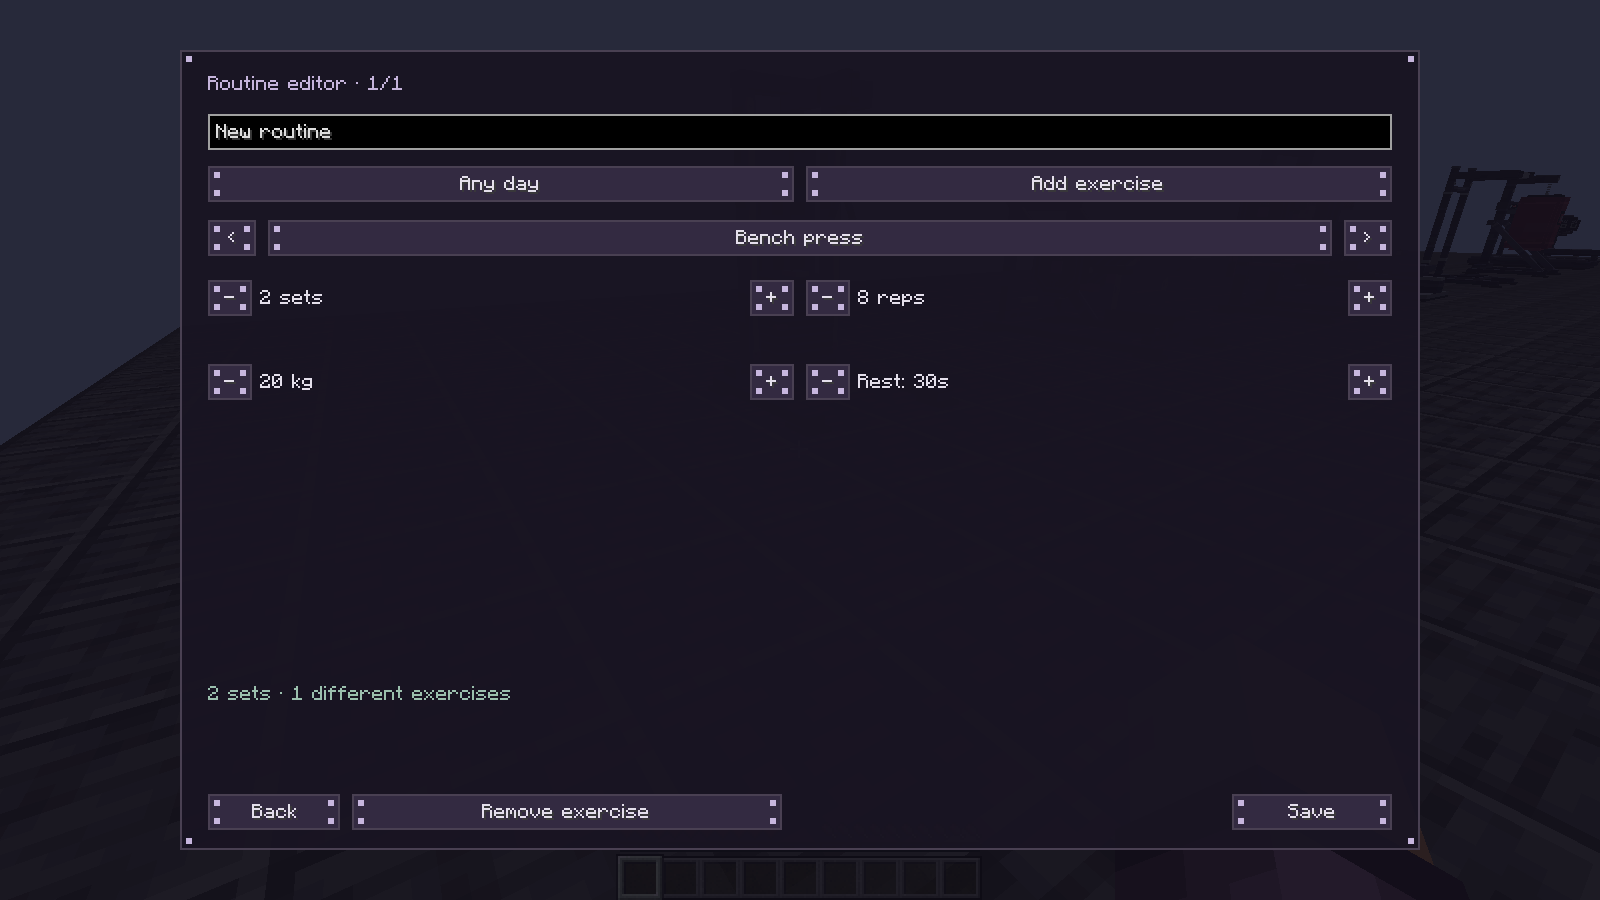 Routine editor · 1/1
New routine
Any day
Add exercise
< Bench press >
- 2 sets + - 8 reps +
- 20 kg + - Rest: 30s +
2 sets · 1 different exercises
Back
Remove exercise
Save